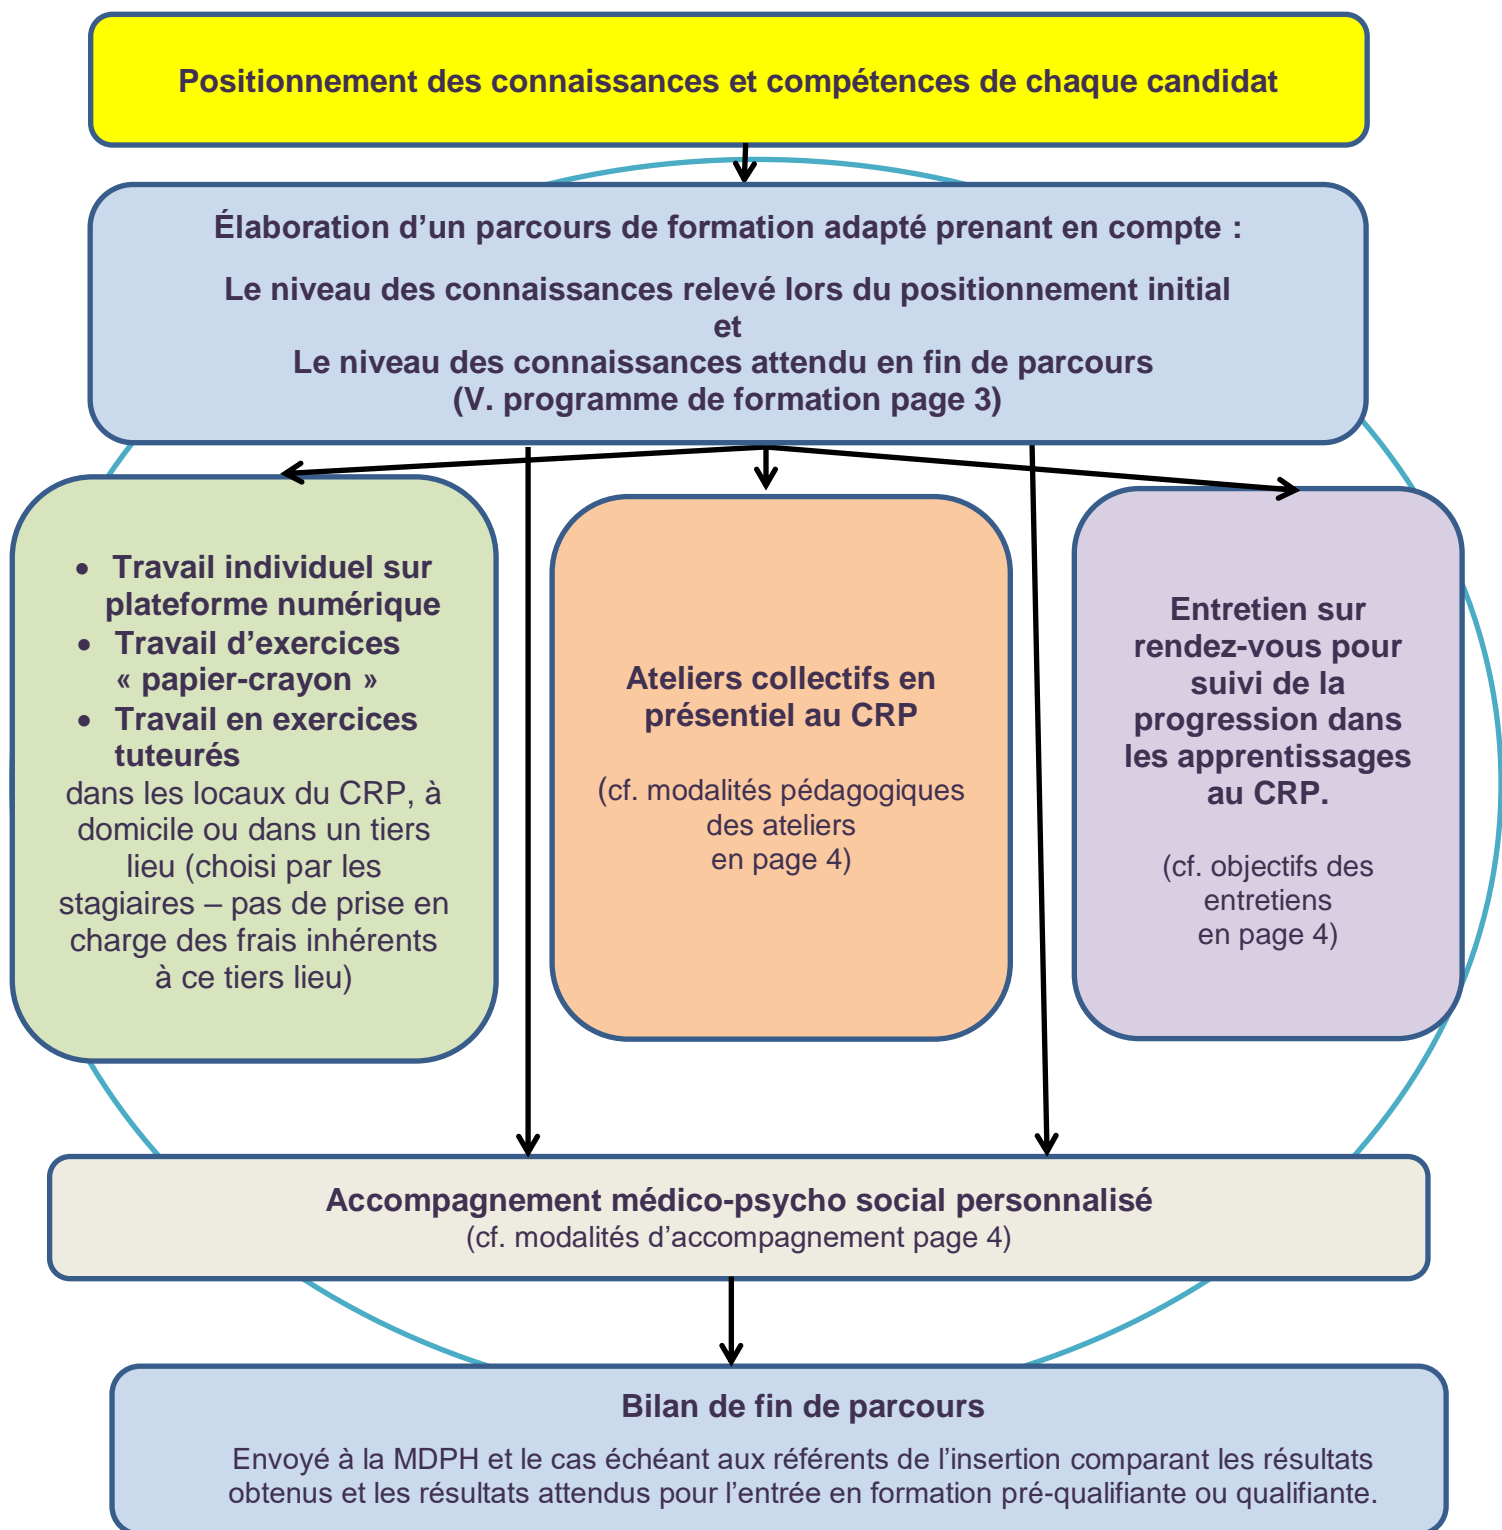 Positionnement des connaissances et compétences de chaque candidat
Élaboration d’un parcours de formation adapté prenant en compte :
Le niveau des connaissances relevé lors du positionnement initial
et
Le niveau des connaissances attendu en fin de parcours
(V. programme de formation page 3)
• Travail individuel sur
plateforme numérique
• Travail d’exercices
« papier-crayon »
• Travail en exercices
tuteurés
dans les locaux du CRP, à
domicile ou dans un tiers
lieu (choisi par les
stagiaires – pas de prise en
charge des frais inhérents
à ce tiers lieu)
Ateliers collectifs en
présentiel au CRP
(cf. modalités pédagogiques
des ateliers
en page 4)
Entretien sur
rendez-vous pour
suivi de la
progression dans
les apprentissages
au CRP.
(cf. objectifs des
entretiens
en page 4)
Accompagnement médico-psycho social personnalisé
(cf. modalités d’accompagnement page 4)
Bilan de fin de parcours
Envoyé à la MDPH et le cas échéant aux référents de l’insertion comparant les résultats
obtenus et les résultats attendus pour l’entrée en formation pré-qualifiante ou qualifiante.